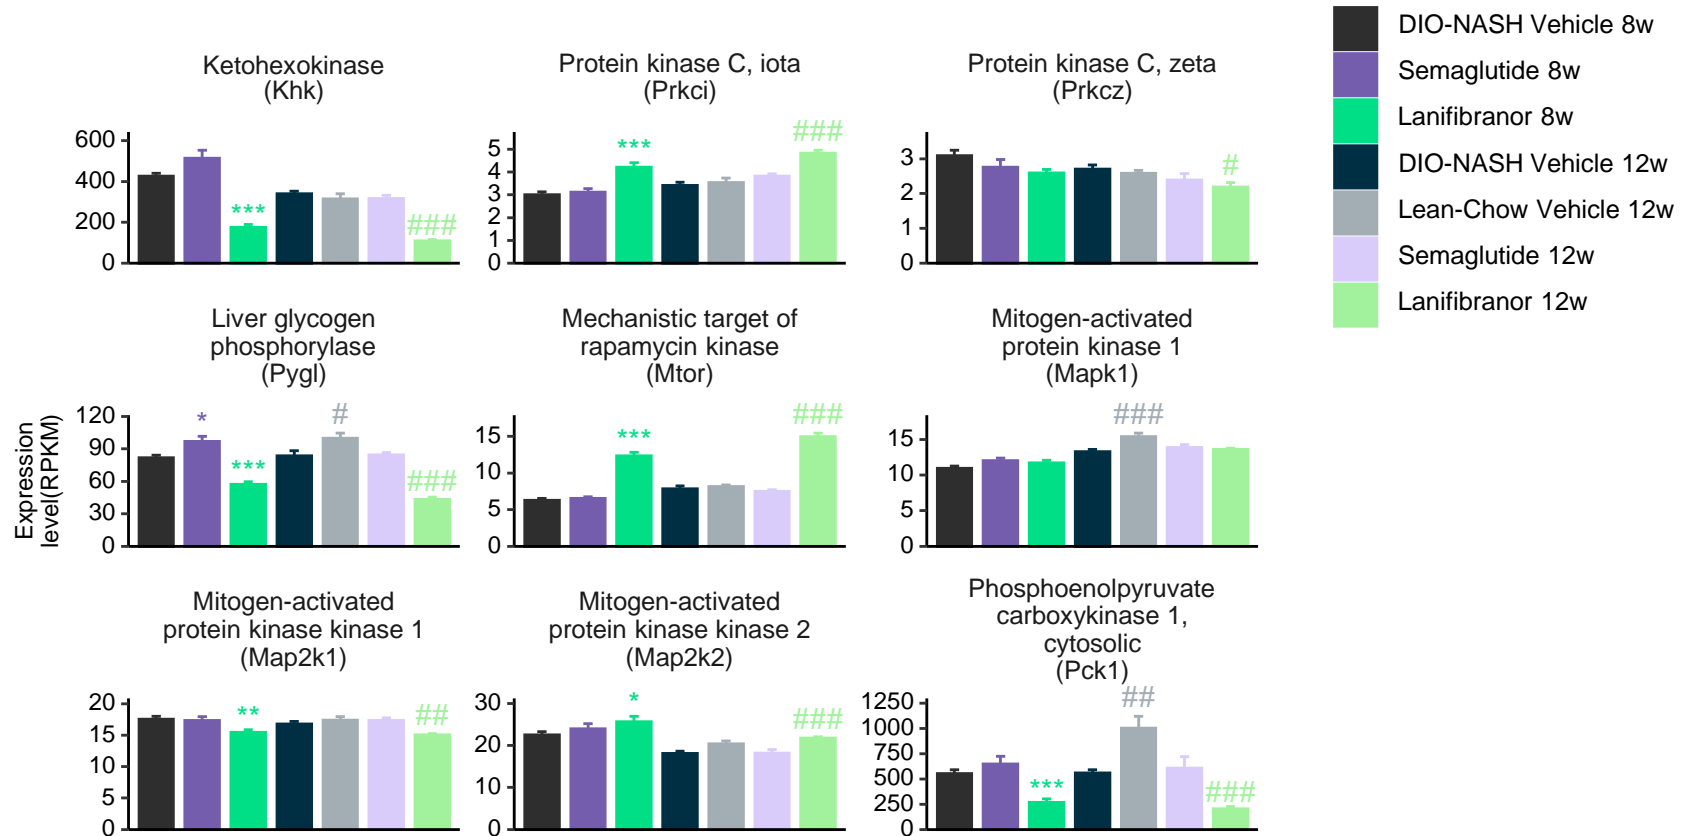 DIO-NASH Vehicle 8w
Semaglutide 8w
Lanifibranor 8w
DIO-NASH Vehicle 12w
Lean-Chow Vehicle 12w
Semaglutide 12w
Lanifibranor 12w
Ketohexokinase
(Khk)
600
400
200
0
***
###
Protein kinase C, iota
(Prkci)
5
4
3
2
1
0
***
###
Protein kinase C, zeta
(Prkcz)
3
2
1
0
#
Expression
level(RPKM)
Liver glycogen
phosphorylase
(Pygl)
120
90
60
30
0
*
***
#
###
Mechanistic target of
rapamycin kinase
(Mtor)
15
10
5
0
***
###
Mitogen-activated
protein kinase 1
(Mapk1)
15
10
5
0
###
Mitogen-activated
protein kinase kinase 1
(Map2k1)
20
15
10
5
0
**
##
Mitogen-activated
protein kinase kinase 2
(Map2k2)
30
20
10
0
*
###
Phosphoenolpyruvate
carboxykinase 1,
cytosolic
(Pck1)
1250
1000
750
500
250
0
***
##
###